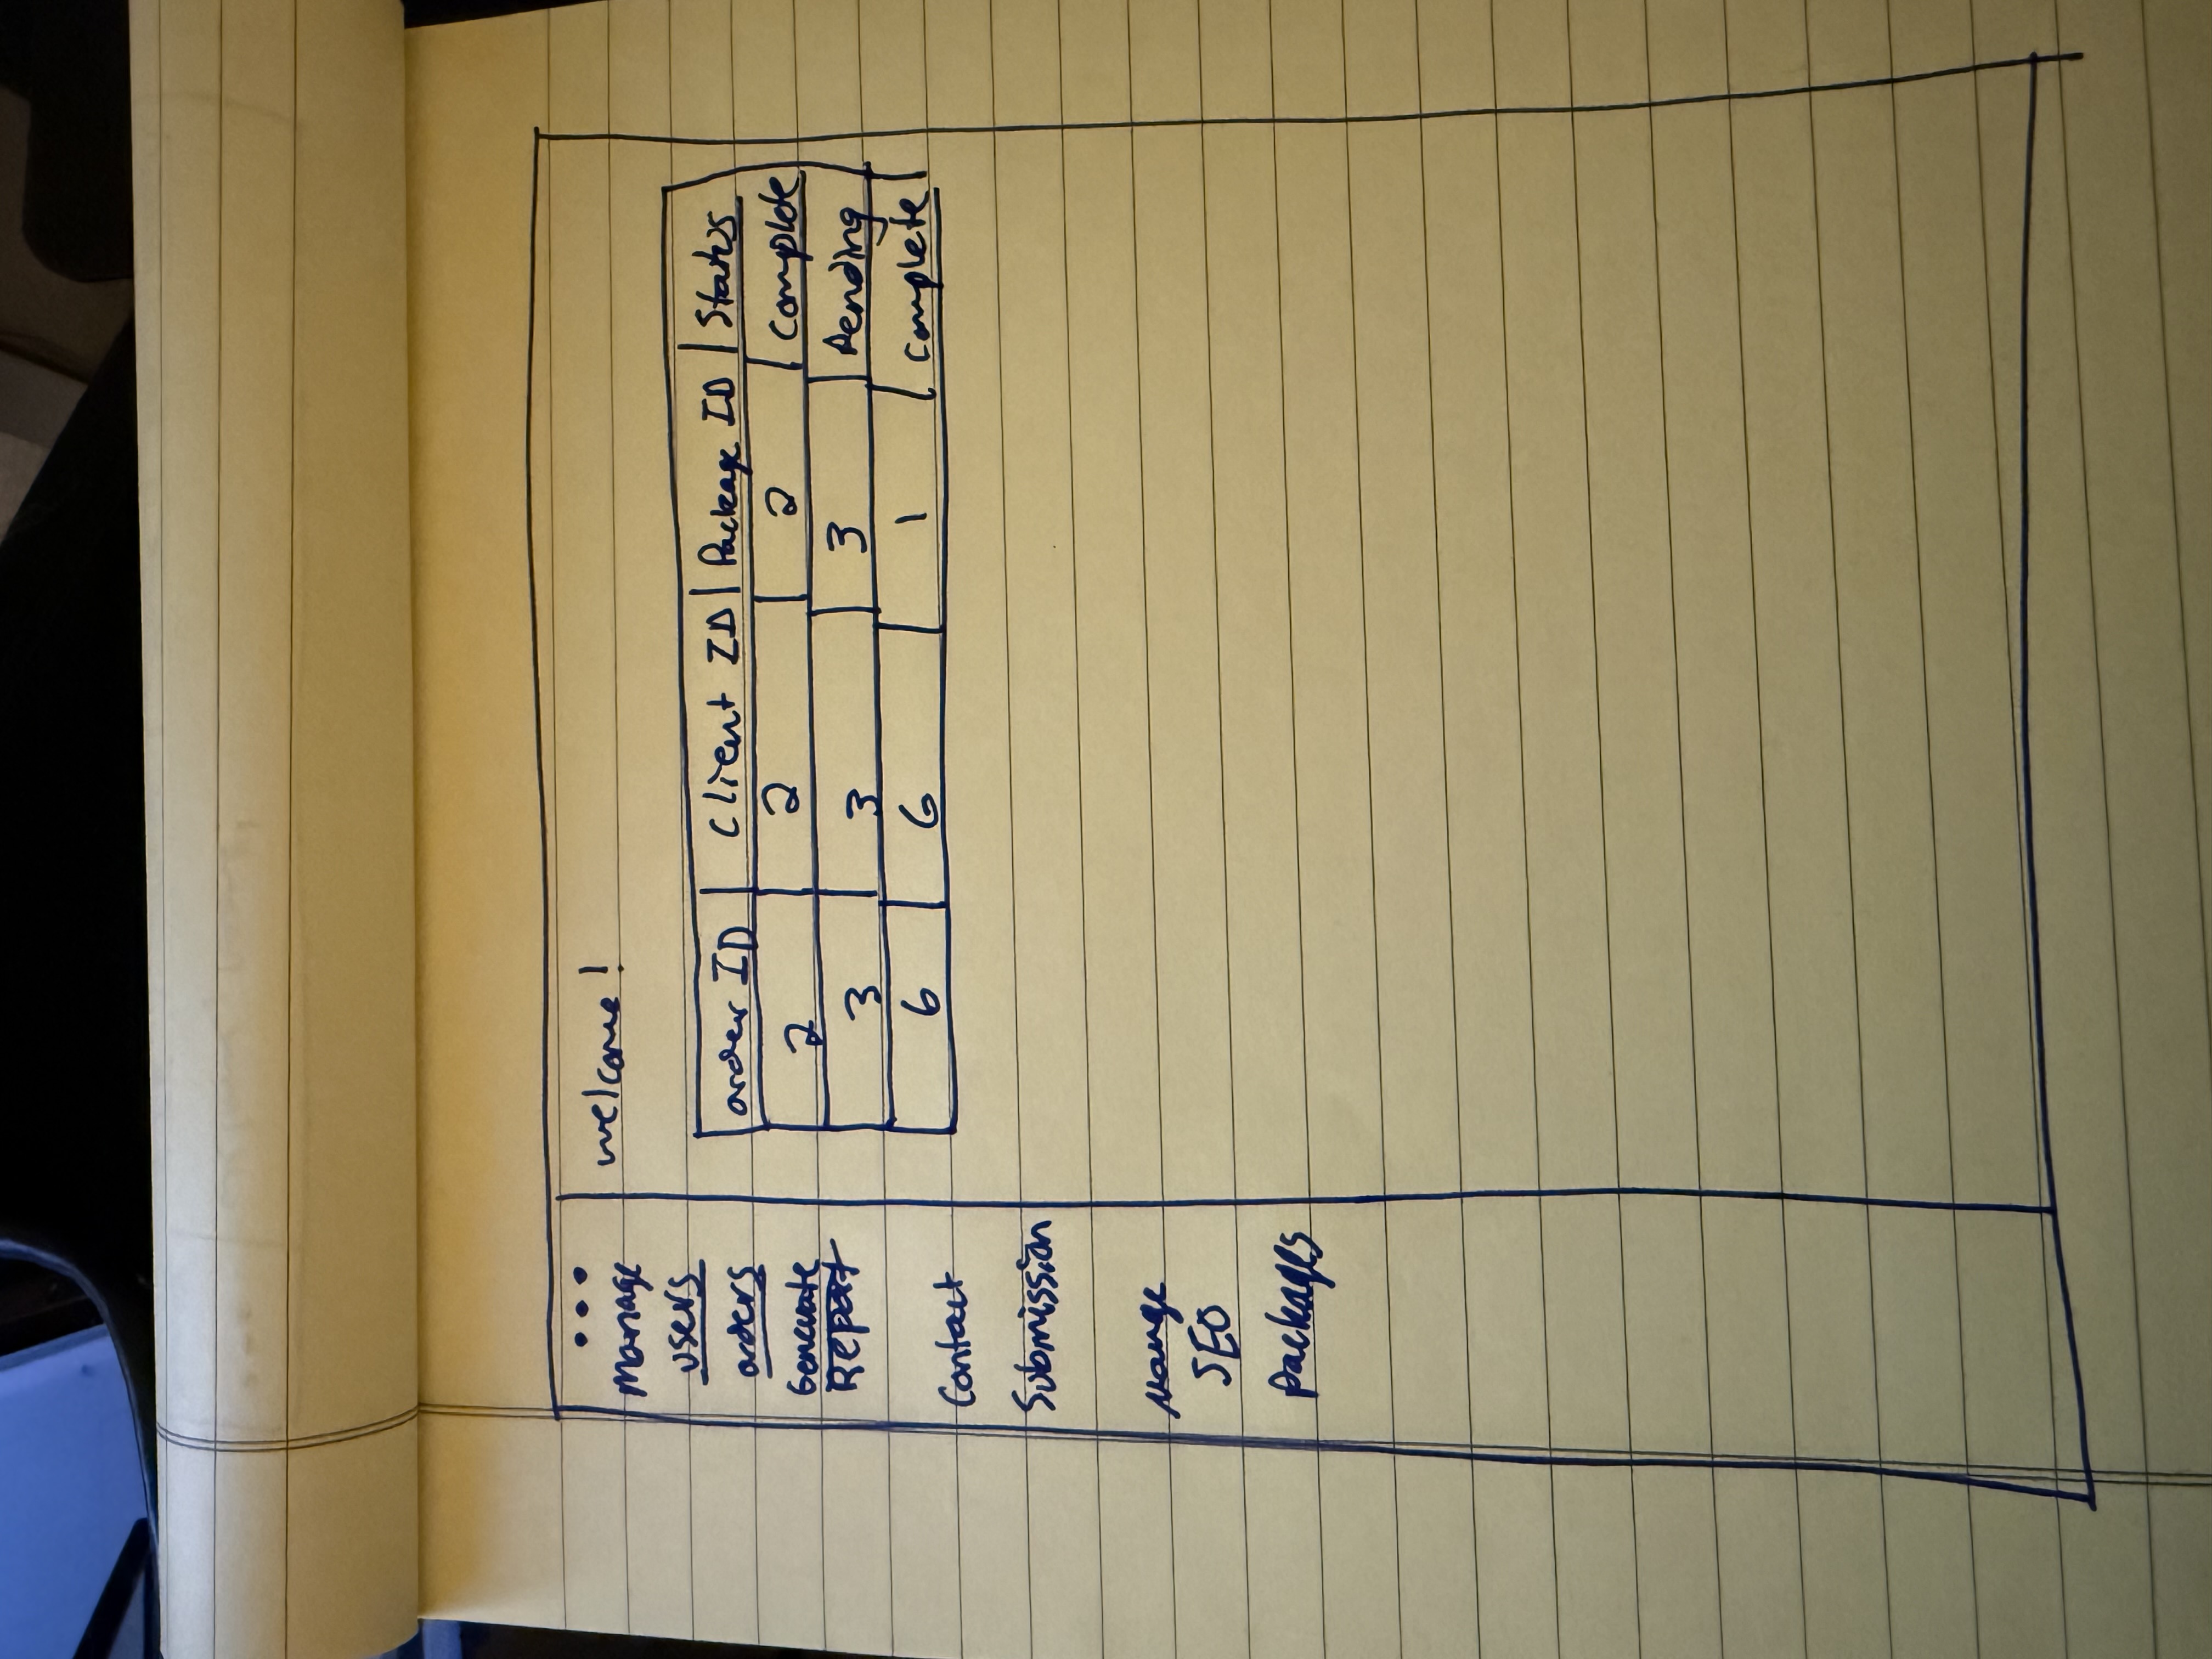 •••
Manage
users
orders
Generate
Report
Contact
Submission
Mange
SEO
Packages
welcome!
order ID | Client ID | Package ID | Status
2 2 2 Complete
3 3 3 Pending
6 6 1 Complete